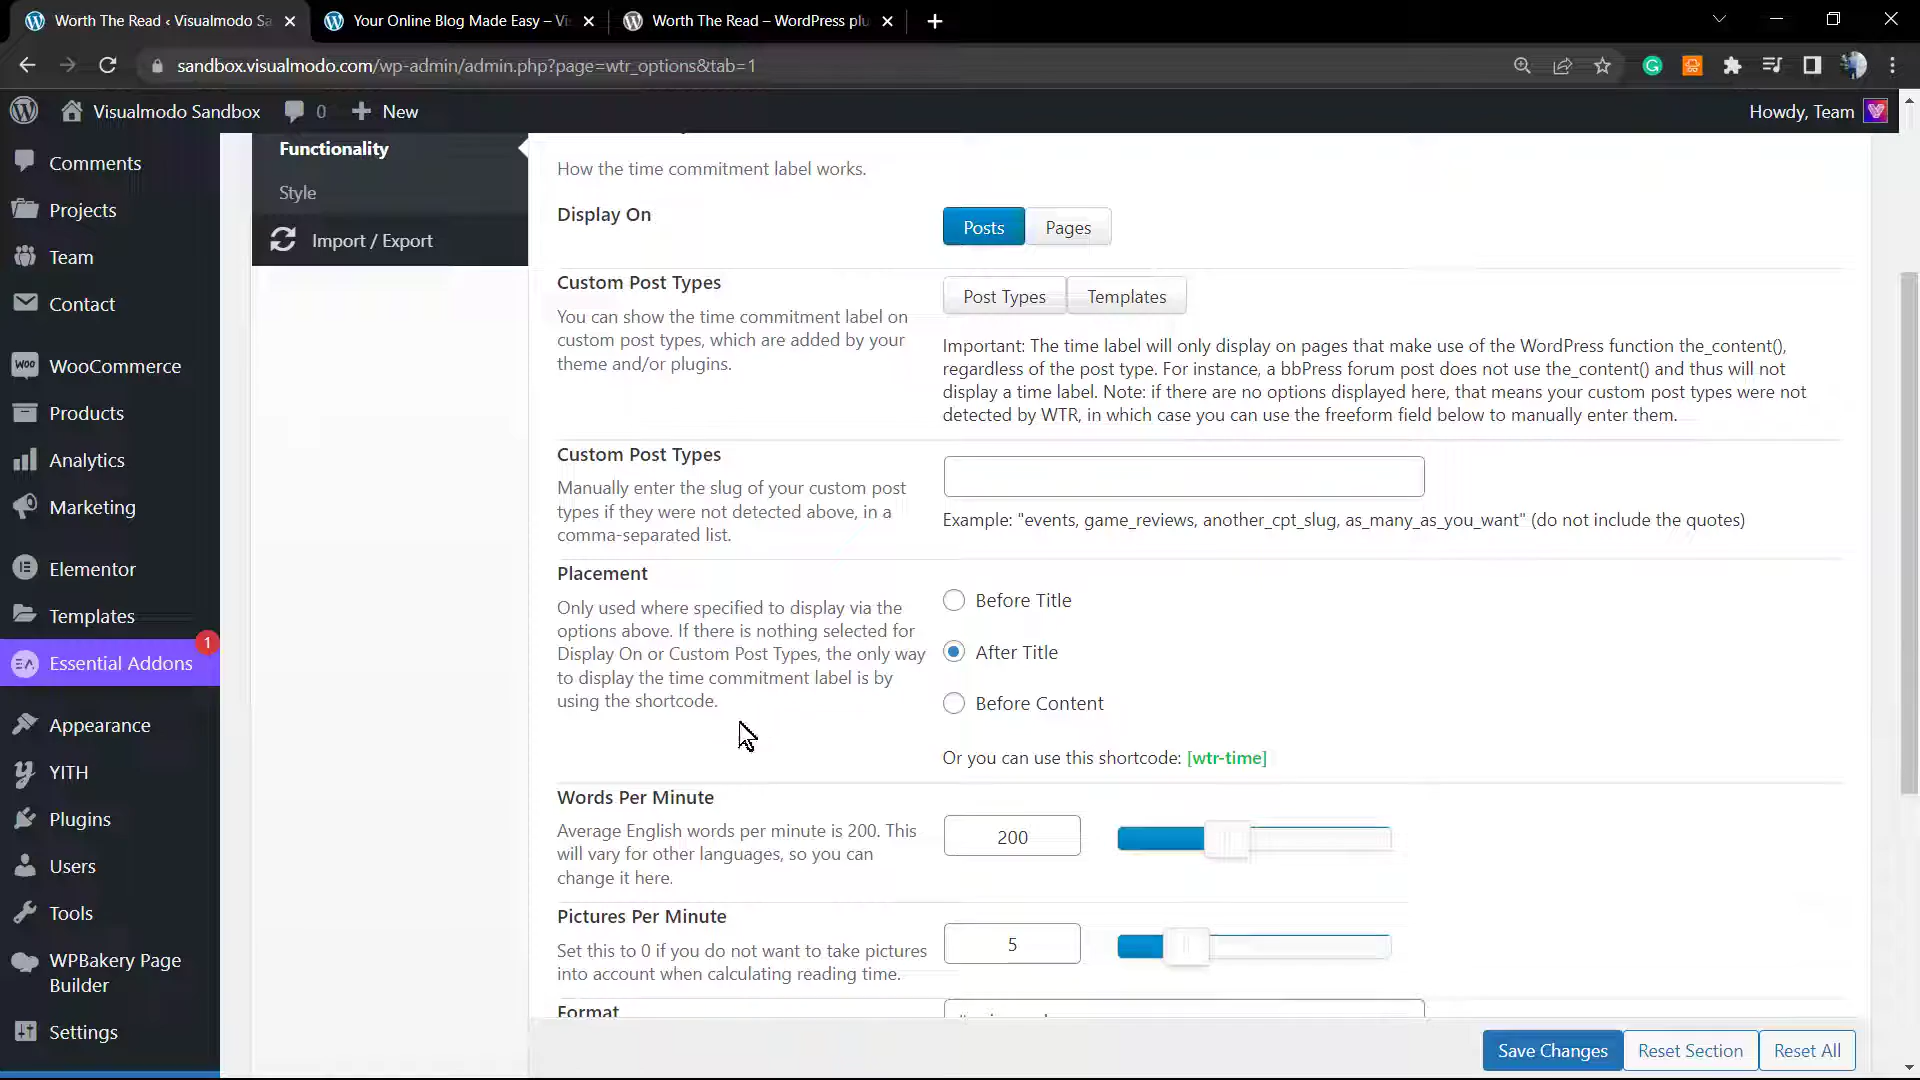 Worth The Read ‹ Visualmodo Sa
Your Online Blog Made Easy – Vi
Worth The Read – WordPress plu
sandbox.visualmodo.com/wp-admin/admin.php?page=wtr_options&tab=1
Visualmodo Sandbox
0
New
Howdy, Team
Comments
Projects
Team
Contact
WooCommerce
Products
Analytics
Marketing
Elementor
Templates
Essential Addons
1
Appearance
YITH
Plugins
Users
Tools
WPBakery Page
Builder
Settings
Functionality
Style
Import / Export
How the time commitment label works.
Display On
Posts
Pages
Custom Post Types
You can show the time commitment label on
custom post types, which are added by your
theme and/or plugins.
Post Types
Templates
Important: The time label will only display on pages that make use of the WordPress function the_content(),
regardless of the post type. For instance, a bbPress forum post does not use the_content() and thus will not
display a time label. Note: if there are no options displayed here, that means your custom post types were not
detected by WTR, in which case you can use the freeform field below to manually enter them.
Custom Post Types
Manually enter the slug of your custom post
types if they were not detected above, in a
comma-separated list.
Example: "events, game_reviews, another_cpt_slug, as_many_as_you_want" (do not include the quotes)
Placement
Only used where specified to display via the
options above. If there is nothing selected for
Display On or Custom Post Types, the only way
to display the time commitment label is by
using the shortcode.
Before Title
After Title
Before Content
Or you can use this shortcode: [wtr-time]
Words Per Minute
Average English words per minute is 200. This
will vary for other languages, so you can
change it here.
200
Pictures Per Minute
Set this to 0 if you do not want to take pictures
into account when calculating reading time.
5
Format
Save Changes
Reset Section
Reset All